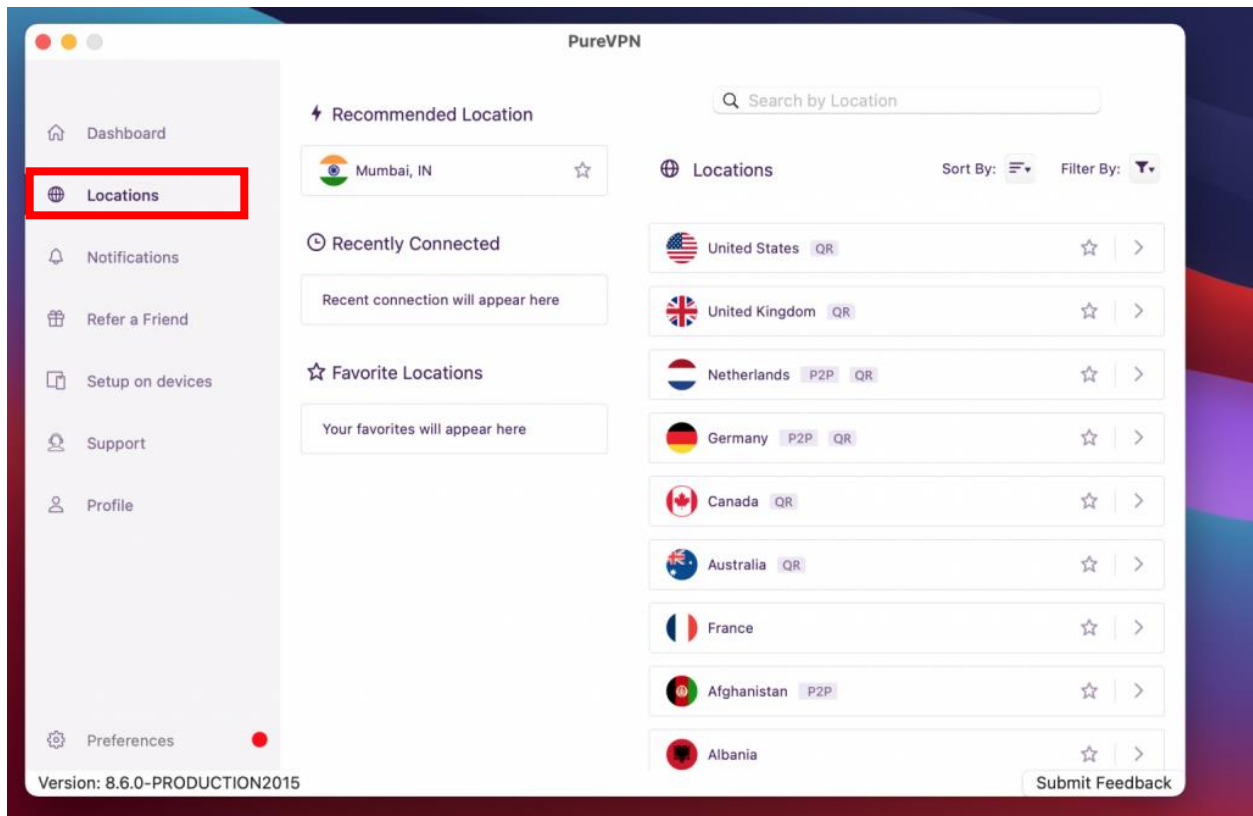 PureVPN
Dashboard
Locations
Notifications
Refer a Friend
Setup on devices
Support
Profile
Preferences
Recommended Location
Mumbai, IN
Recently Connected
Recent connection will appear here
Favorite Locations
Your favorites will appear here
Search by Location
Locations Sort By: Filter By:
United States QR
United Kingdom QR
Netherlands P2P QR
Germany P2P QR
Canada QR
Australia QR
France
Afghanistan P2P
Albania
Version: 8.6.0-PRODUCTION2015
Submit Feedback